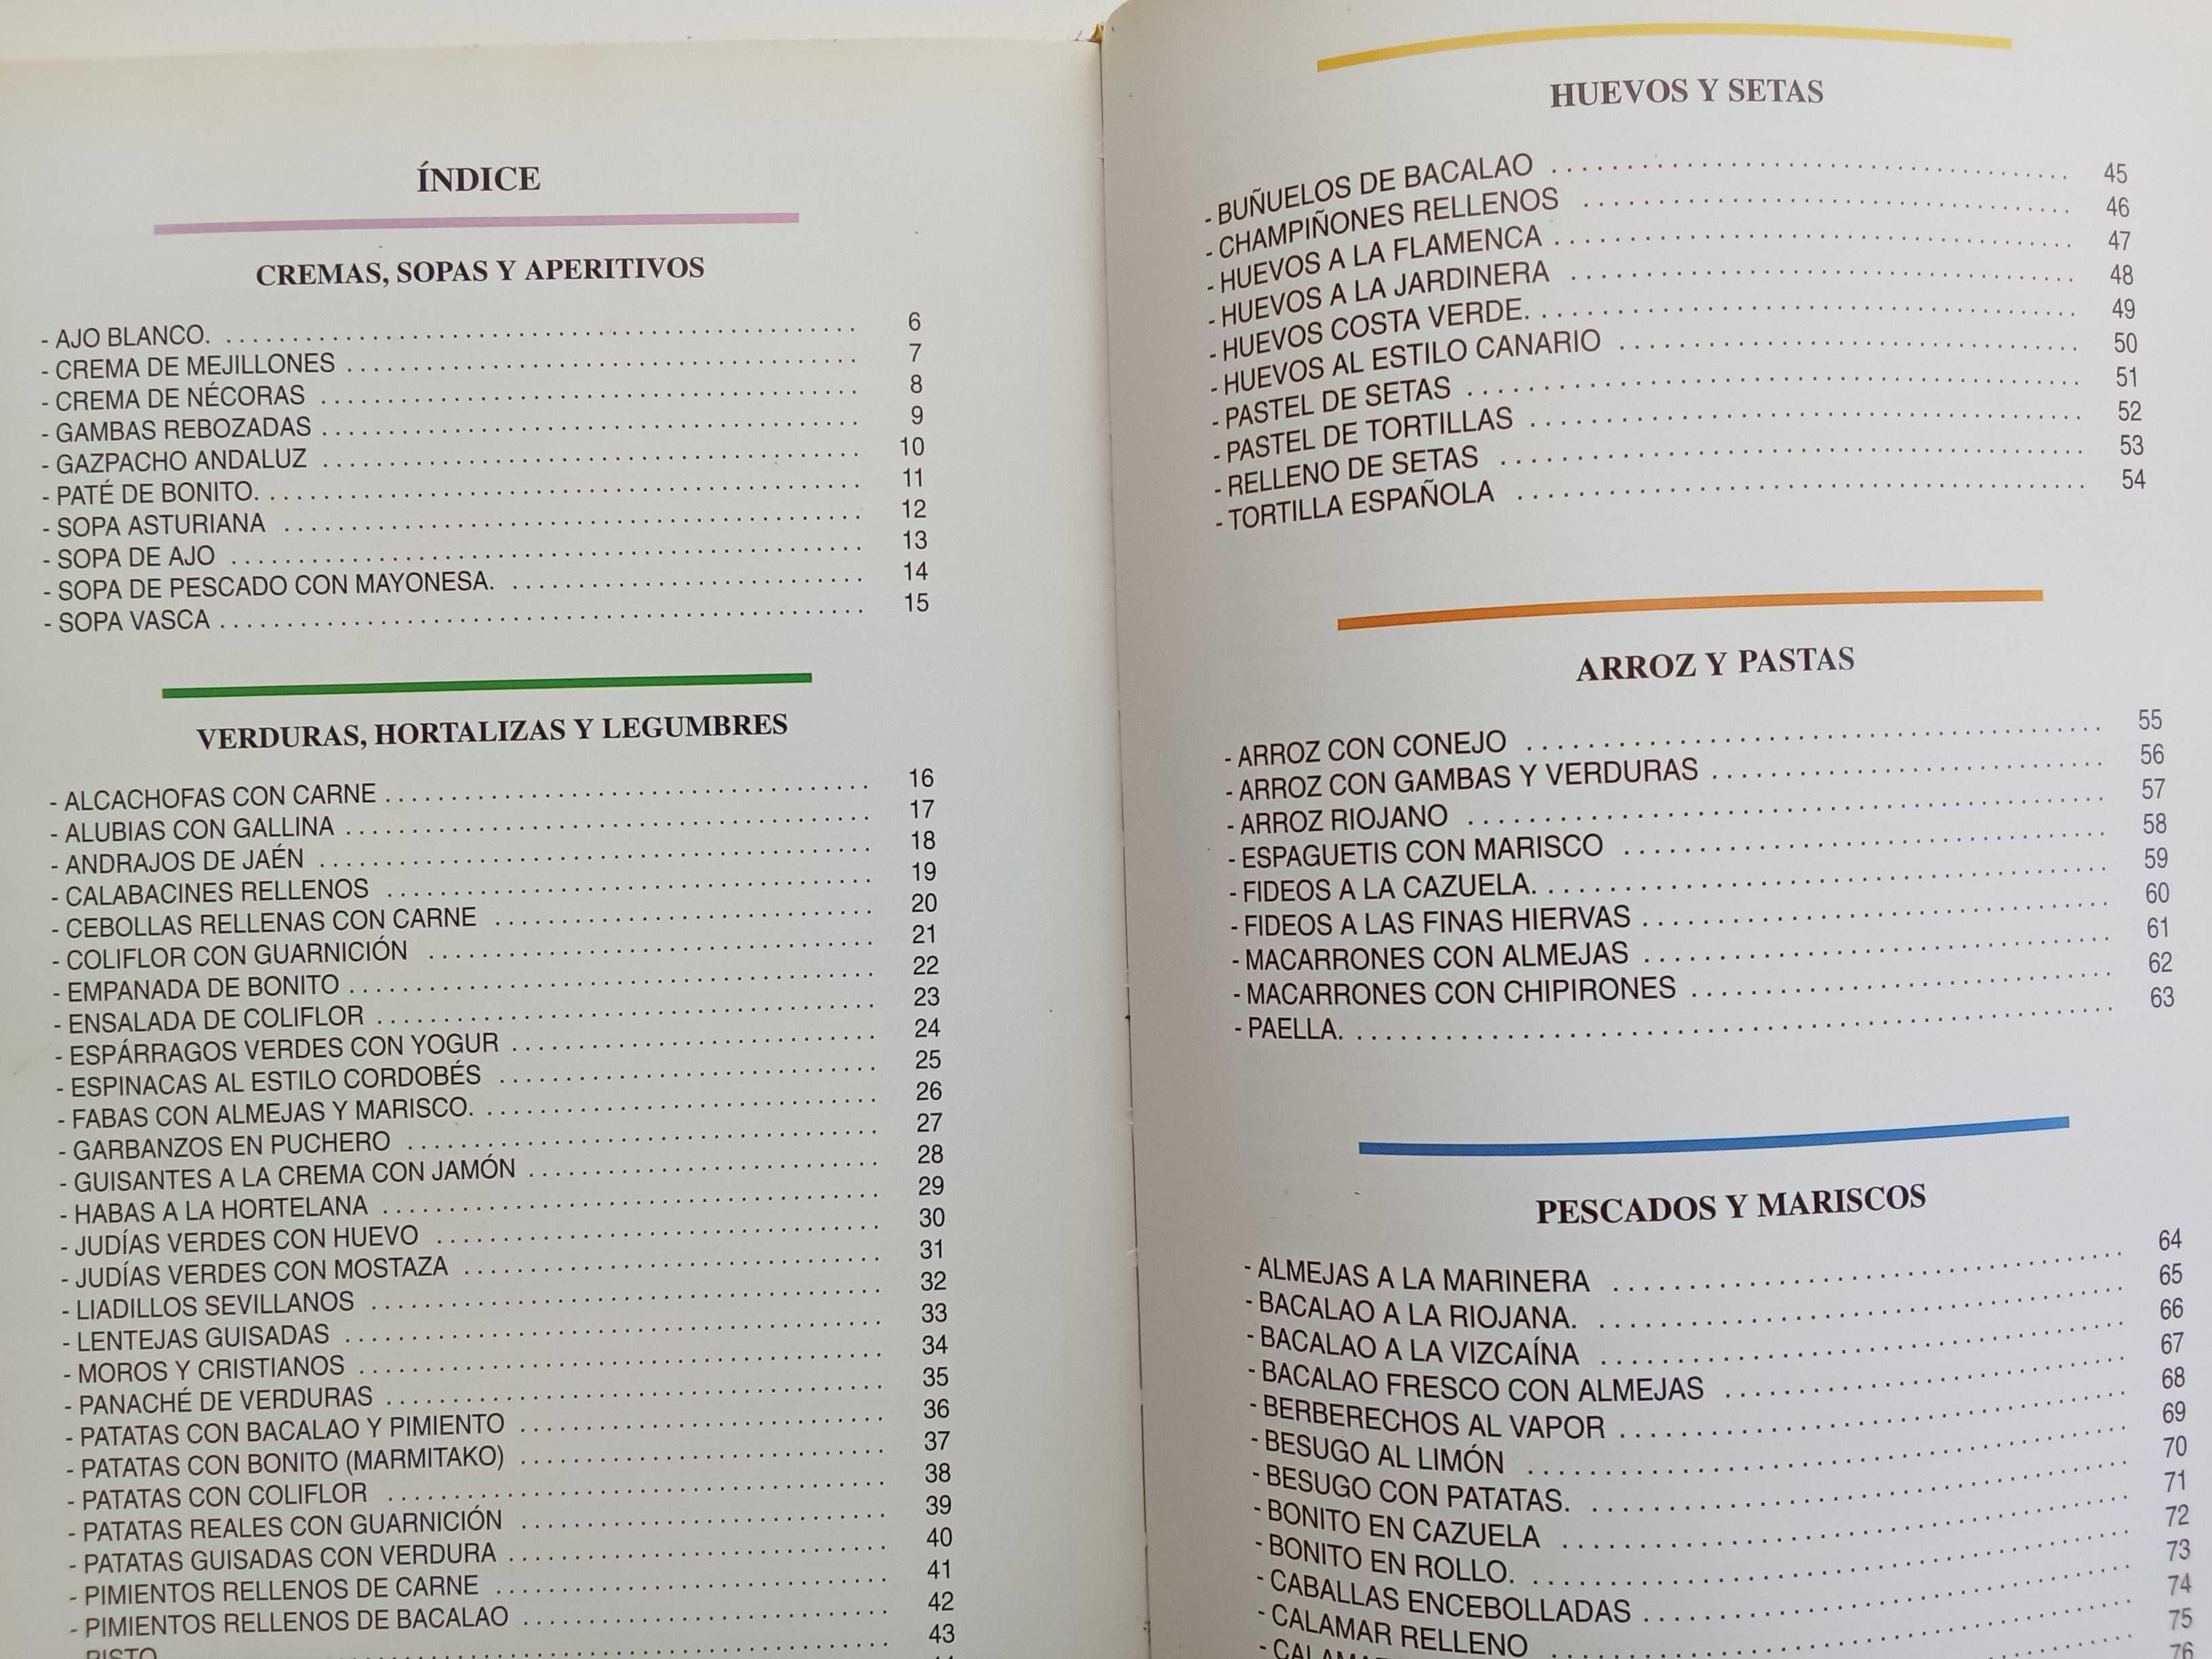 ÍNDICE
CREMAS, SOPAS Y APERITIVOS
- AJO BLANCO. . . . . . . . . . . . . . . . . . . . 6
- CREMA DE MEJILLONES . . . . . . . . . . . . . . . . . . . . 7
- CREMA DE NÉCORAS . . . . . . . . . . . . . . . . . . . . 8
- GAMBAS REBOZADAS . . . . . . . . . . . . . . . . . . . . 9
- GAZPACHO ANDALUZ . . . . . . . . . . . . . . . . . . . . 10
- PATÉ DE BONITO. . . . . . . . . . . . . . . . . . . . 11
- SOPA ASTURIANA . . . . . . . . . . . . . . . . . . . . 12
- SOPA DE AJO . . . . . . . . . . . . . . . . . . . . 13
- SOPA DE PESCADO CON MAYONESA. . . . . . . . . . . . . . . . . . . . 14
- SOPA VASCA . . . . . . . . . . . . . . . . . . . . 15
VERDURAS, HORTALIZAS Y LEGUMBRES
- ALCACHOFAS CON CARNE . . . . . . . . . . . . . . . . . . . . 16
- ALUBIAS CON GALLINA . . . . . . . . . . . . . . . . . . . . 17
- ANDRAJOS DE JAÉN . . . . . . . . . . . . . . . . . . . . 18
- CALABACINES RELLENOS . . . . . . . . . . . . . . . . . . . . 19
- CEBOLLAS RELLENAS CON CARNE . . . . . . . . . . . . . . . . . . . . 20
- COLIFLOR CON GUARNICIÓN . . . . . . . . . . . . . . . . . . . . 21
- EMPANADA DE BONITO . . . . . . . . . . . . . . . . . . . . 22
- ENSALADA DE COLIFLOR . . . . . . . . . . . . . . . . . . . . 23
- ESPÁRRAGOS VERDES CON YOGUR . . . . . . . . . . . . . . . . . . . . 24
- ESPINACAS AL ESTILO CORDOBÉS . . . . . . . . . . . . . . . . . . . . 25
- FABAS CON ALMEJAS Y MARISCO. . . . . . . . . . . . . . . . . . . . 26
- GARBANZOS EN PUCHERO . . . . . . . . . . . . . . . . . . . . 27
- GUISANTES A LA CREMA CON JAMÓN . . . . . . . . . . . . . . . . . . . . 28
- HABAS A LA HORTELANA . . . . . . . . . . . . . . . . . . . . 29
- JUDÍAS VERDES CON HUEVO . . . . . . . . . . . . . . . . . . . . 30
- JUDÍAS VERDES CON MOSTAZA . . . . . . . . . . . . . . . . . . . . 31
- LIADILLOS SEVILLANOS . . . . . . . . . . . . . . . . . . . . 32
- LENTEJAS GUISADAS . . . . . . . . . . . . . . . . . . . . 33
- MOROS Y CRISTIANOS . . . . . . . . . . . . . . . . . . . . 34
- PANACHÉ DE VERDURAS . . . . . . . . . . . . . . . . . . . . 35
- PATATAS CON BACALAO Y PIMIENTO . . . . . . . . . . . . . . . . . . . . 36
- PATATAS CON BONITO (MARMITAKO) . . . . . . . . . . . . . . . . . . . . 37
- PATATAS CON COLIFLOR . . . . . . . . . . . . . . . . . . . . 38
- PATATAS REALES CON GUARNICIÓN . . . . . . . . . . . . . . . . . . . . 39
- PATATAS GUISADAS CON VERDURA . . . . . . . . . . . . . . . . . . . . 40
- PIMIENTOS RELLENOS DE CARNE . . . . . . . . . . . . . . . . . . . . 41
- PIMIENTOS RELLENOS DE BACALAO . . . . . . . . . . . . . . . . . . . . 42
PISTO . . . . . . . . . . . . . . . . . . . . 43
HUEVOS Y SETAS
- BUÑUELOS DE BACALAO . . . . . . . . . . . . . . . . . . . . 45
- CHAMPIÑONES RELLENOS . . . . . . . . . . . . . . . . . . . . 46
- HUEVOS A LA FLAMENCA . . . . . . . . . . . . . . . . . . . . 47
- HUEVOS A LA JARDINERA . . . . . . . . . . . . . . . . . . . . 48
- HUEVOS COSTA VERDE. . . . . . . . . . . . . . . . . . . . 49
- HUEVOS AL ESTILO CANARIO . . . . . . . . . . . . . . . . . . . . 50
- PASTEL DE SETAS . . . . . . . . . . . . . . . . . . . . 51
- PASTEL DE TORTILLAS . . . . . . . . . . . . . . . . . . . . 52
- RELLENO DE SETAS . . . . . . . . . . . . . . . . . . . . 53
- TORTILLA ESPAÑOLA . . . . . . . . . . . . . . . . . . . . 54
ARROZ Y PASTAS
- ARROZ CON CONEJO . . . . . . . . . . . . . . . . . . . . 55
- ARROZ CON GAMBAS Y VERDURAS . . . . . . . . . . . . . . . . . . . . 56
- ARROZ RIOJANO . . . . . . . . . . . . . . . . . . . . 57
- ESPAGUETIS CON MARISCO . . . . . . . . . . . . . . . . . . . . 58
- FIDEOS A LA CAZUELA. . . . . . . . . . . . . . . . . . . . 59
- FIDEOS A LAS FINAS HIERVAS . . . . . . . . . . . . . . . . . . . . 60
- MACARRONES CON ALMEJAS . . . . . . . . . . . . . . . . . . . . 61
- MACARRONES CON CHIPIRONES . . . . . . . . . . . . . . . . . . . . 62
- PAELLA. . . . . . . . . . . . . . . . . . . . 63
PESCADOS Y MARISCOS
- ALMEJAS A LA MARINERA . . . . . . . . . . . . . . . . . . . . 64
- BACALAO A LA RIOJANA. . . . . . . . . . . . . . . . . . . . 65
- BACALAO A LA VIZCAÍNA . . . . . . . . . . . . . . . . . . . . 66
- BACALAO FRESCO CON ALMEJAS . . . . . . . . . . . . . . . . . . . . 67
- BERBERECHOS AL VAPOR . . . . . . . . . . . . . . . . . . . . 68
- BESUGO AL LIMÓN . . . . . . . . . . . . . . . . . . . . 69
- BESUGO CON PATATAS. . . . . . . . . . . . . . . . . . . . 70
- BONITO EN CAZUELA . . . . . . . . . . . . . . . . . . . . 71
- BONITO EN ROLLO. . . . . . . . . . . . . . . . . . . . 72
- CABALLAS ENCEBOLLADAS . . . . . . . . . . . . . . . . . . . . 73
- CALAMAR RELLENO . . . . . . . . . . . . . . . . . . . . 74
75
76